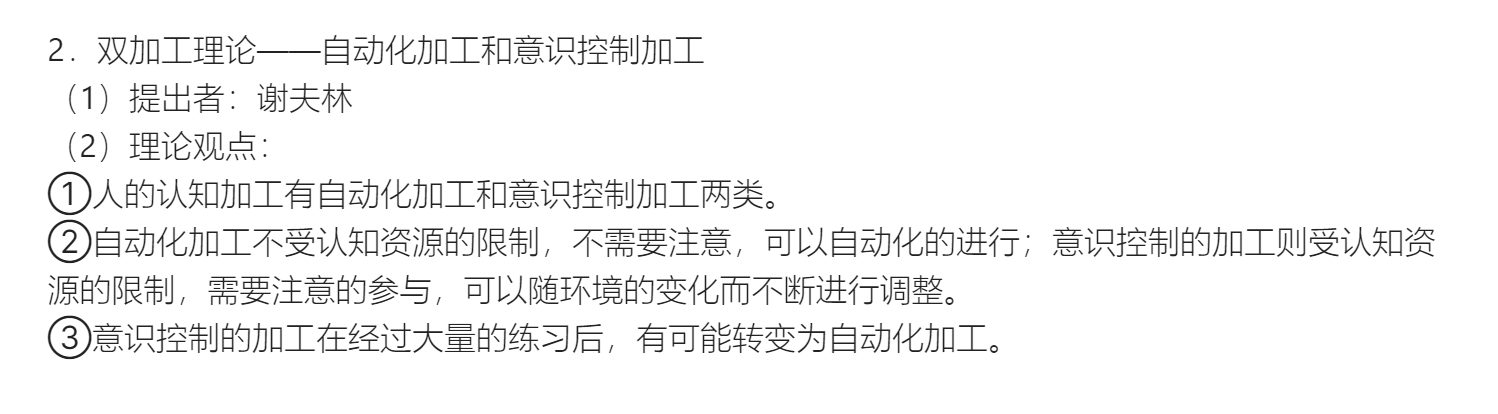 2．双加工理论——自动化加工和意识控制加工
（1）提出者：谢夫林
（2）理论观点：
①人的认知加工有自动化加工和意识控制加工两类。
②自动化加工不受认知资源的限制，不需要注意，可以自动化的进行；意识控制的加工则受认知资
源的限制，需要注意的参与，可以随环境的变化而不断进行调整。
③意识控制的加工在经过大量的练习后，有可能转变为自动化加工。